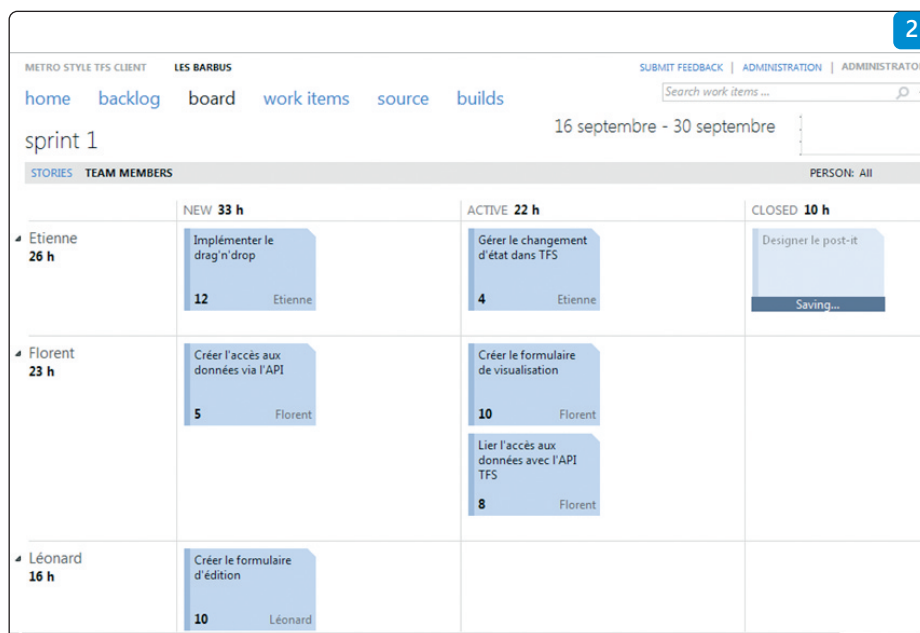 2
METRO STYLE TFS CLIENT LES BARBUS SUBMIT FEEDBACK | ADMINISTRATION | ADMINISTRATOR
home backlog board work items source builds Search work items ...
sprint 1 16 septembre - 30 septembre
STORIES TEAM MEMBERS PERSON: All
NEW 33 h ACTIVE 22 h CLOSED 10 h
Etienne
26 h
Implémenter le
drag'n'drop
12 Etienne
Gérer le changement
d'état dans TFS
4 Etienne
Designer le post-it
Saving...
Florent
23 h
Créer l'accès aux
données via l'API
5 Florent
Créer le formulaire
de visualisation
10 Florent
Lier l'accès aux
données avec l'API
TFS
8 Florent
Léonard
16 h
Créer le formulaire
d'édition
10 Léonard